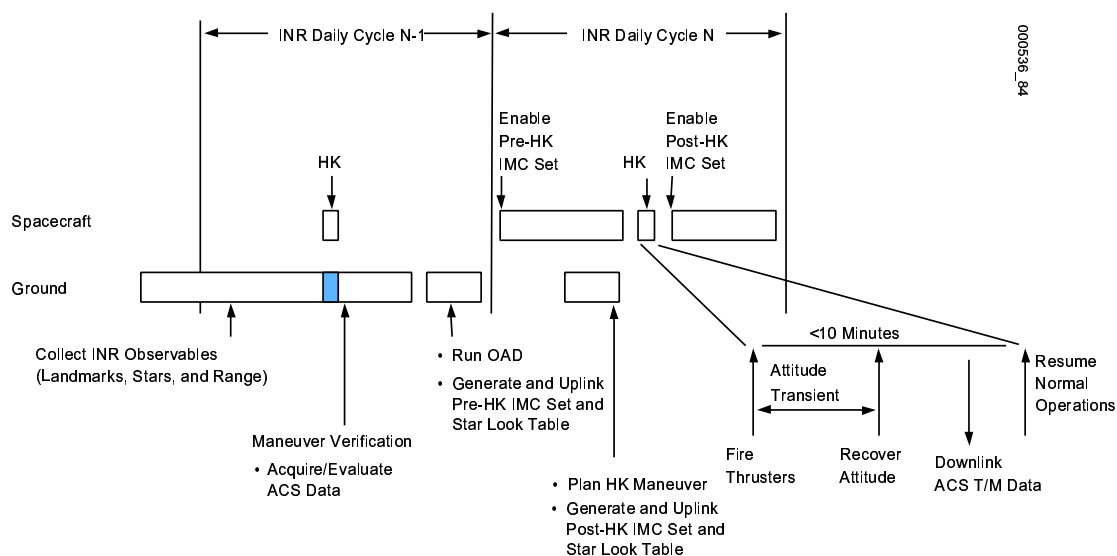 INR Daily Cycle N-1
INR Daily Cycle N
000536_84
Enable
Pre-HK
IMC Set
Enable
Post-HK
IMC Set
HK
HK
Spacecraft
Ground
Collect INR Observables
(Landmarks, Stars, and Range)
Maneuver Verification
• Acquire/Evaluate
ACS Data
• Run OAD
• Generate and Uplink
Pre-HK IMC Set and
Star Look Table
• Plan HK Maneuver
• Generate and Uplink
Post-HK IMC Set and
Star Look Table
<10 Minutes
Attitude
Transient
Fire
Thrusters
Recover
Attitude
Downlink
ACS T/M Data
Resume
Normal
Operations